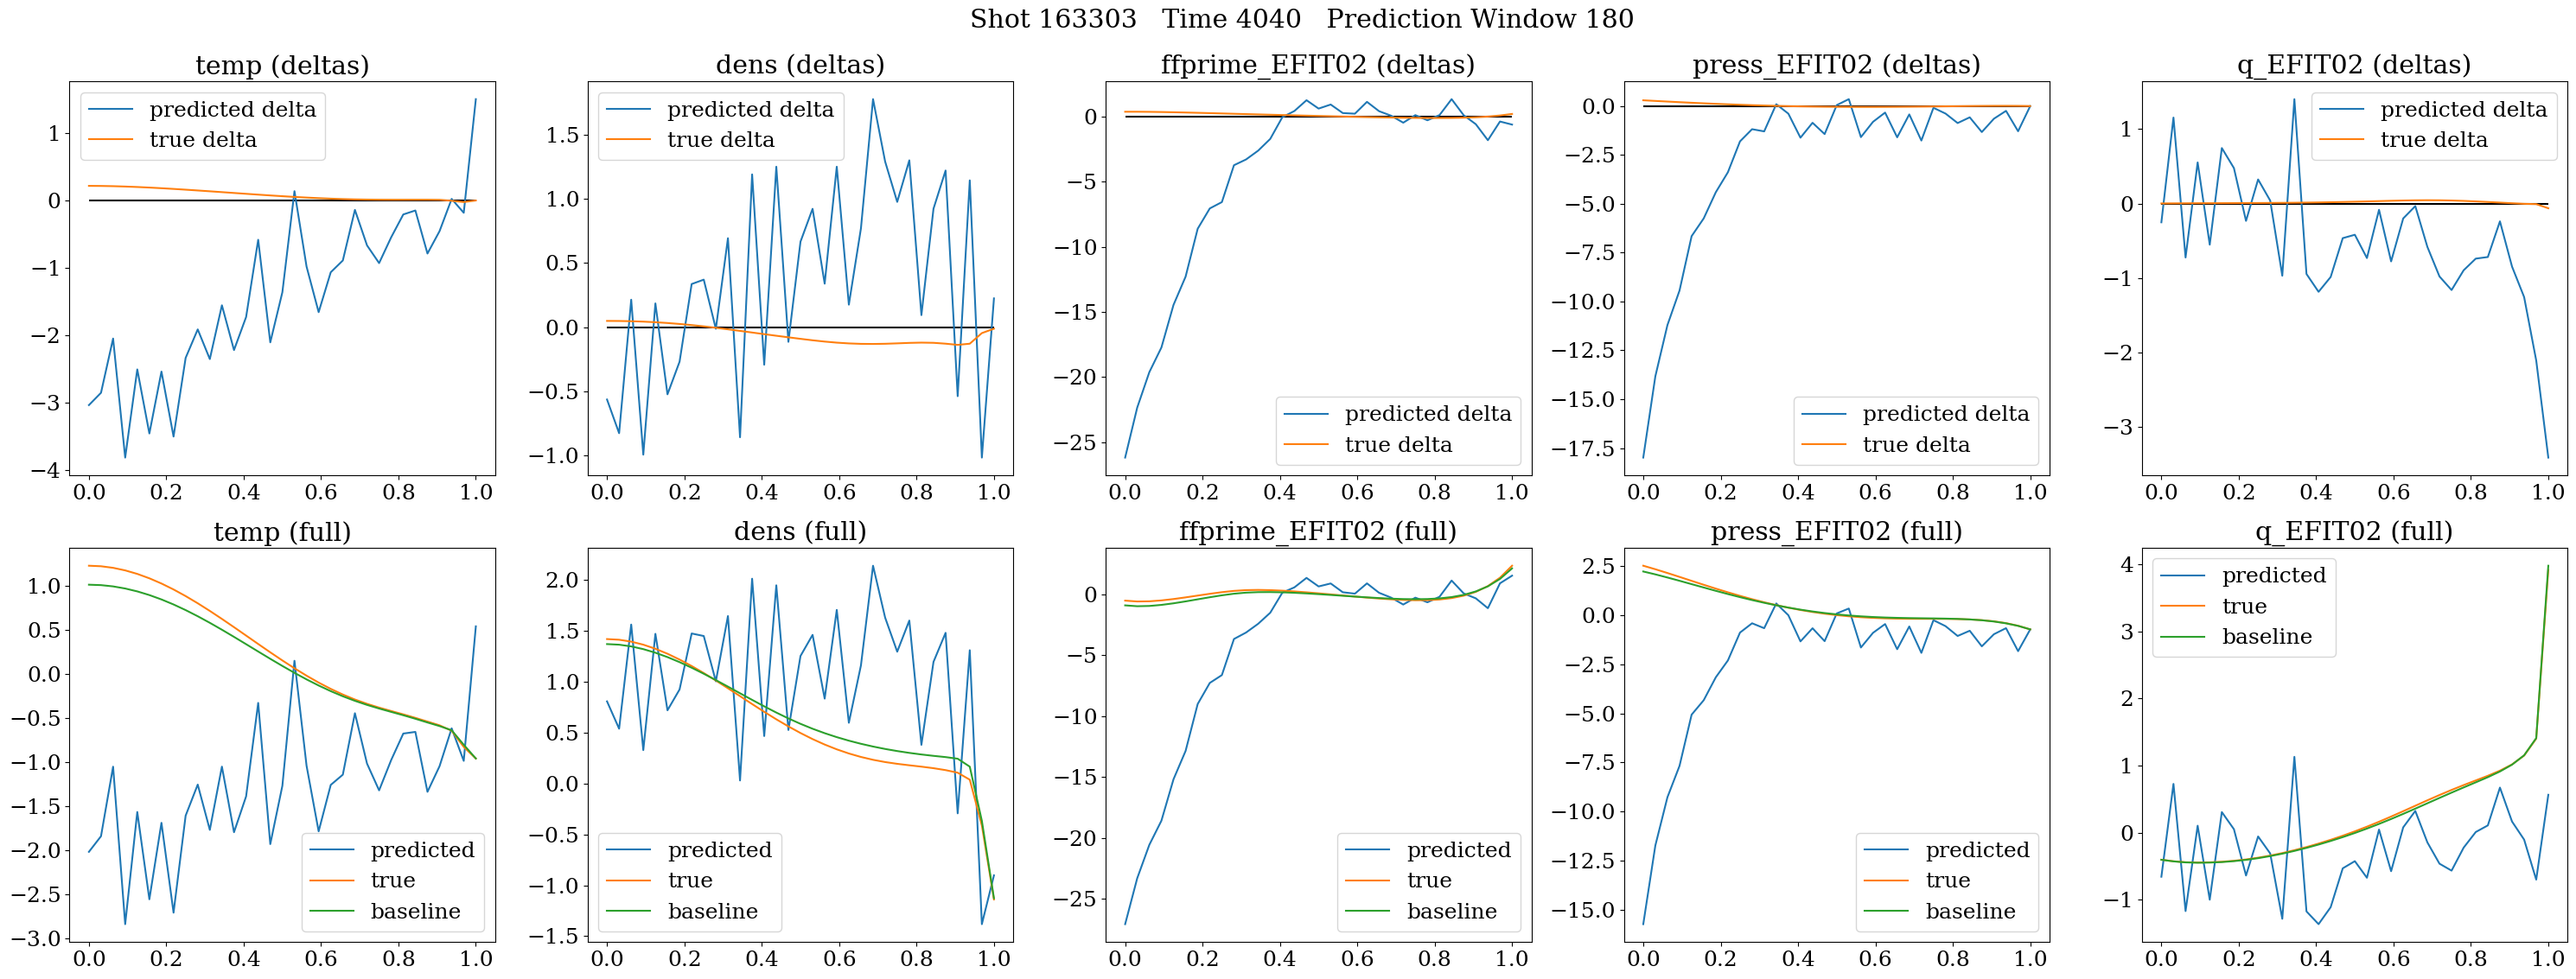 Shot 163303 Time 4040 Prediction Window 180
temp (deltas)
predicted delta
true delta
1
0
−1
−2
−3
−4
0.0 0.2 0.4 0.6 0.8 1.0
dens (deltas)
predicted delta
true delta
1.5
1.0
0.5
0.0
−0.5
−1.0
0.0 0.2 0.4 0.6 0.8 1.0
ffprime_EFIT02 (deltas)
0
−5
−10
−15
−20
−25
predicted delta
true delta
0.0 0.2 0.4 0.6 0.8 1.0
press_EFIT02 (deltas)
0.0
−2.5
−5.0
−7.5
−10.0
−12.5
−15.0
−17.5
predicted delta
true delta
0.0 0.2 0.4 0.6 0.8 1.0
q_EFIT02 (deltas)
predicted delta
true delta
1
0
−1
−2
−3
0.0 0.2 0.4 0.6 0.8 1.0
temp (full)
1.0
0.5
0.0
−0.5
−1.0
−1.5
−2.0
−2.5
−3.0
predicted
true
baseline
0.0 0.2 0.4 0.6 0.8 1.0
dens (full)
2.0
1.5
1.0
0.5
0.0
−0.5
−1.0
−1.5
predicted
true
baseline
0.0 0.2 0.4 0.6 0.8 1.0
ffprime_EFIT02 (full)
0
−5
−10
−15
−20
−25
predicted
true
baseline
0.0 0.2 0.4 0.6 0.8 1.0
press_EFIT02 (full)
2.5
0.0
−2.5
−5.0
−7.5
−10.0
−12.5
−15.0
predicted
true
baseline
0.0 0.2 0.4 0.6 0.8 1.0
q_EFIT02 (full)
predicted
true
baseline
4
3
2
1
0
−1
0.0 0.2 0.4 0.6 0.8 1.0